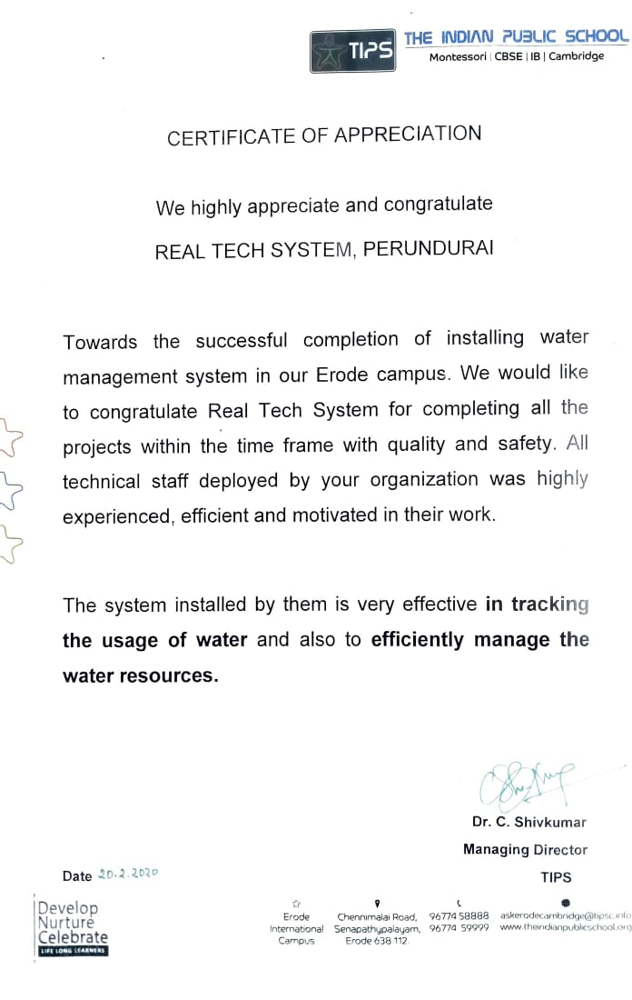 TIPS
THE INDIAN PUBLIC SCHOOL
Montessori | CBSE | IB | Cambridge
CERTIFICATE OF APPRECIATION
We highly appreciate and congratulate
REAL TECH SYSTEM, PERUNDURAI
Towards the successful completion of installing water
management system in our Erode campus. We would like
to congratulate Real Tech System for completing all the
projects within the time frame with quality and safety. All
technical staff deployed by your organization was highly
experienced, efficient and motivated in their work.
The system installed by them is very effective in tracking
the usage of water and also to efficiently manage the
water resources.
Dr. C. Shivkumar
Managing Director
TIPS
Date 20.2.2020
Develop
Nurture
Celebrate
LIFE LONG LEARNERS
Erode
International
Campus
Chennimalai Road,
Senapathypalayam,
Erode 638 112.
96774 58888
96774 59999
askerodecambridge@tipsc.info
www.theindianpublicschool.org